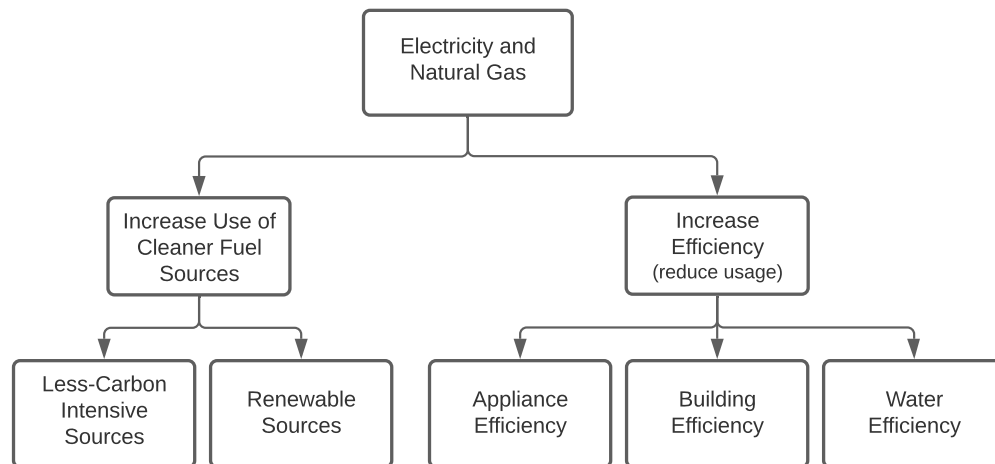 Electricity and
Natural Gas
Increase Use of
Cleaner Fuel
Sources
Increase
Efficiency
(reduce usage)
Less-Carbon
Intensive
Sources
Renewable
Sources
Appliance
Efficiency
Building
Efficiency
Water
Efficiency